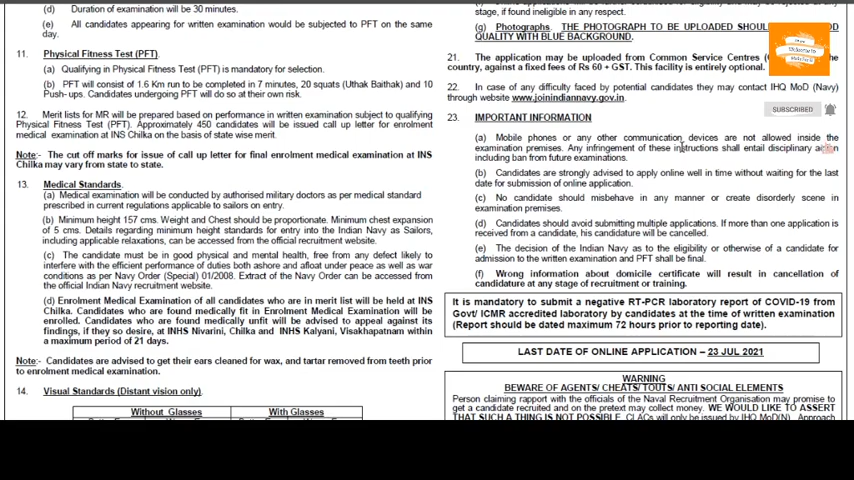 (d) Duration of examination will be 30 minutes.
(e) All candidates appearing for written examination would be subjected to PFT on the same
day.
11. Physical Fitness Test (PFT).
(a) Qualifying in Physical Fitness Test (PFT) is mandatory for selection.
(b) PFT will consist of 1.6 Km run to be completed in 7 minutes, 20 squats (Uthak Baithak) and 10
Push-ups. Candidates undergoing PFT will do so at their own risk.
12. Merit lists for MR will be prepared based on performance in written examination subject to qualifying
Physical Fitness Test (PFT). Approximately 450 candidates will be issued call up letter for enrolment
medical examination at INS Chilka on the basis of state wise merit.
Note:- The cut off marks for issue of call up letter for final enrolment medical examination at INS
Chilka may vary from state to state.
13. Medical Standards.
(a) Medical examination will be conducted by authorised military doctors as per medical standard
prescribed in current regulations applicable to sailors on entry.
(b) Minimum height 157 cms. Weight and Chest should be proportionate. Minimum chest expansion
of 5 cms. Details regarding minimum height standards for entry into the Indian Navy as Sailors,
including applicable relaxations, can be accessed from the official recruitment website.
(c) The candidate must be in good physical and mental health, free from any defect likely to
interfere with the efficient performance of duties both ashore and afloat under peace as well as war
conditions as per Navy Order (Special) 01/2008. Extract of the Navy Order can be accessed from
the official Indian Navy recruitment website.
(d) Enrolment Medical Examination of all candidates who are in merit list will be held at INS
Chilka. Candidates who are found medically fit in Enrolment Medical Examination will be
enrolled. Candidates who are found medically unfit will be advised to appeal against its
findings, if they so desire, at INHS Nivarini, Chilka and INHS Kalyani, Visakhapatnam within
a maximum period of 21 days.
Note:- Candidates are advised to get their ears cleaned for wax, and tartar removed from teeth prior
to enrolment medical examination.
14. Visual Standards (Distant vision only).
Without Glasses With Glasses
stage, if found ineligible in any respect.
(g) Photographs. THE PHOTOGRAPH TO BE UPLOADED SHOU OD
QUALITY WITH BLUE BACKGROUND.
21. The application may be uploaded from Common Service Centres (
country, against a fixed fees of Rs 60 + GST. This facility is entirely optional.
22. In case of any difficulty faced by potential candidates they may contact IHQ MoD (Navy)
through website www.joinindiannavy.gov.in.
SUBSCRIBED
23. IMPORTANT INFORMATION
(a) Mobile phones or any other communication devices are not allowed inside the
examination premises. Any infringement of these instructions shall entail disciplinary action
including ban from future examinations.
(b) Candidates are strongly advised to apply online well in time without waiting for the last
date for submission of online application.
(c) No candidate should misbehave in any manner or create disorderly scene in
examination premises.
(d) Candidates should avoid submitting multiple applications. If more than one application is
received from a candidate, his candidature will be cancelled.
(e) The decision of the Indian Navy as to the eligibility or otherwise of a candidate for
admission to the written examination and PFT shall be final.
(f) Wrong information about domicile certificate will result in cancellation of
candidature at any stage of recruitment or training.
It is mandatory to submit a negative RT-PCR laboratory report of COVID-19 from
Govt/ ICMR accredited laboratory by candidates at the time of written examination
(Report should be dated maximum 72 hours prior to reporting date).
LAST DATE OF ONLINE APPLICATION – 23 JUL 2021
WARNING
BEWARE OF AGENTS/ CHEATS/ TOUTS/ ANTI SOCIAL ELEMENTS
Person claiming rapport with the officials of the Naval Recruitment Organisation may promise to
get a candidate recruited and on the pretext may collect money. WE WOULD LIKE TO ASSERT
THAT SUCH A THING IS NOT POSSIBLE. CLACs will only be issued by IHQ MoD(N). Approach